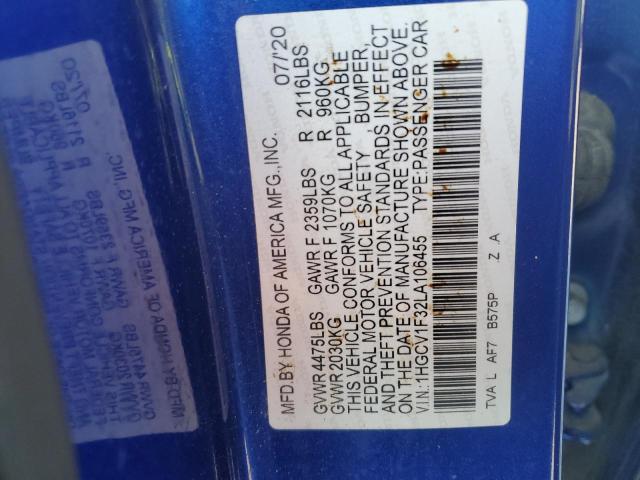 MFD.BY HONDA OF AMERICA MFG.,INC. 07/'20
GVWR 4475LBS GAWR F 2359LBS R 2116LBS
GVWR 2030KG GAWR F 1070KG R 960KG
THIS VEHICLE CONFORMS TO ALL APPLICABLE
FEDERAL MOTOR VEHICLE SAFETY BUMPER,
AND THEFT PREVENTION STANDARDS IN EFFECT
ON THE DATE OF MANUFACTURE SHOWN ABOVE.
V.I.N.: 1HGCV1F32LA106455 TYPE:PASSENGER CAR
TVA L AF7 B575P Z A